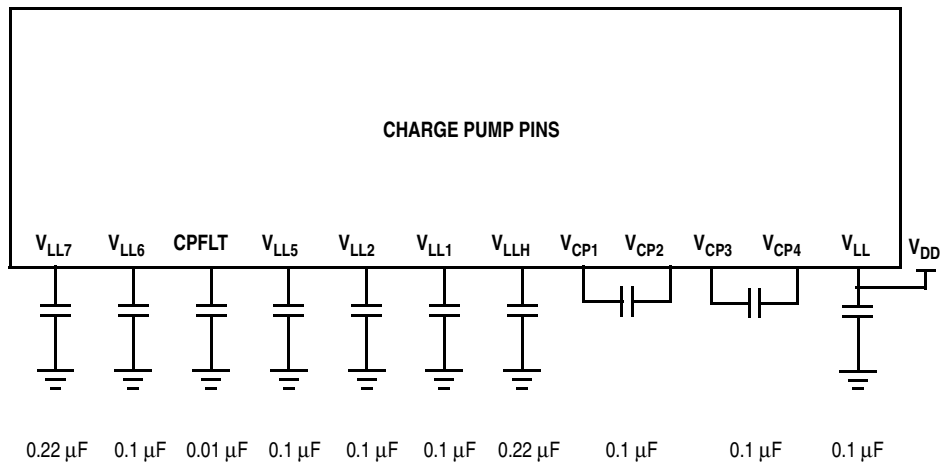 CHARGE PUMP PINS
VLL7 VLL6 CPFLT VLL5 VLL2 VLL1 VLLH VCP1 VCP2 VCP3 VCP4 VLL VDD
0.22 µF 0.1 µF 0.01 µF 0.1 µF 0.1 µF 0.1 µF 0.22 µF 0.1 µF 0.1 µF 0.1 µF